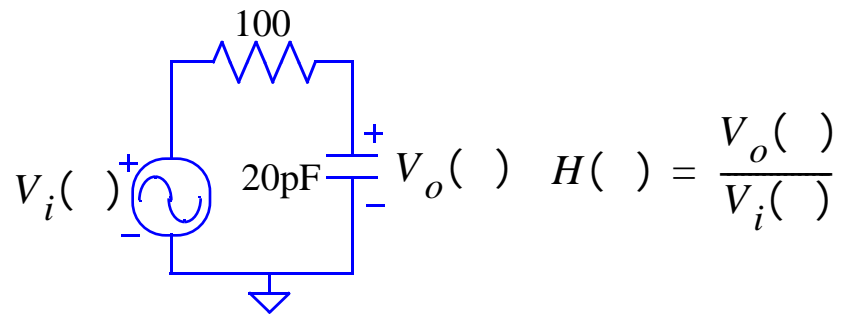 100
+
V_i( ) + 20pF V_o( ) H( ) = V_o( ) / V_i( )
− −